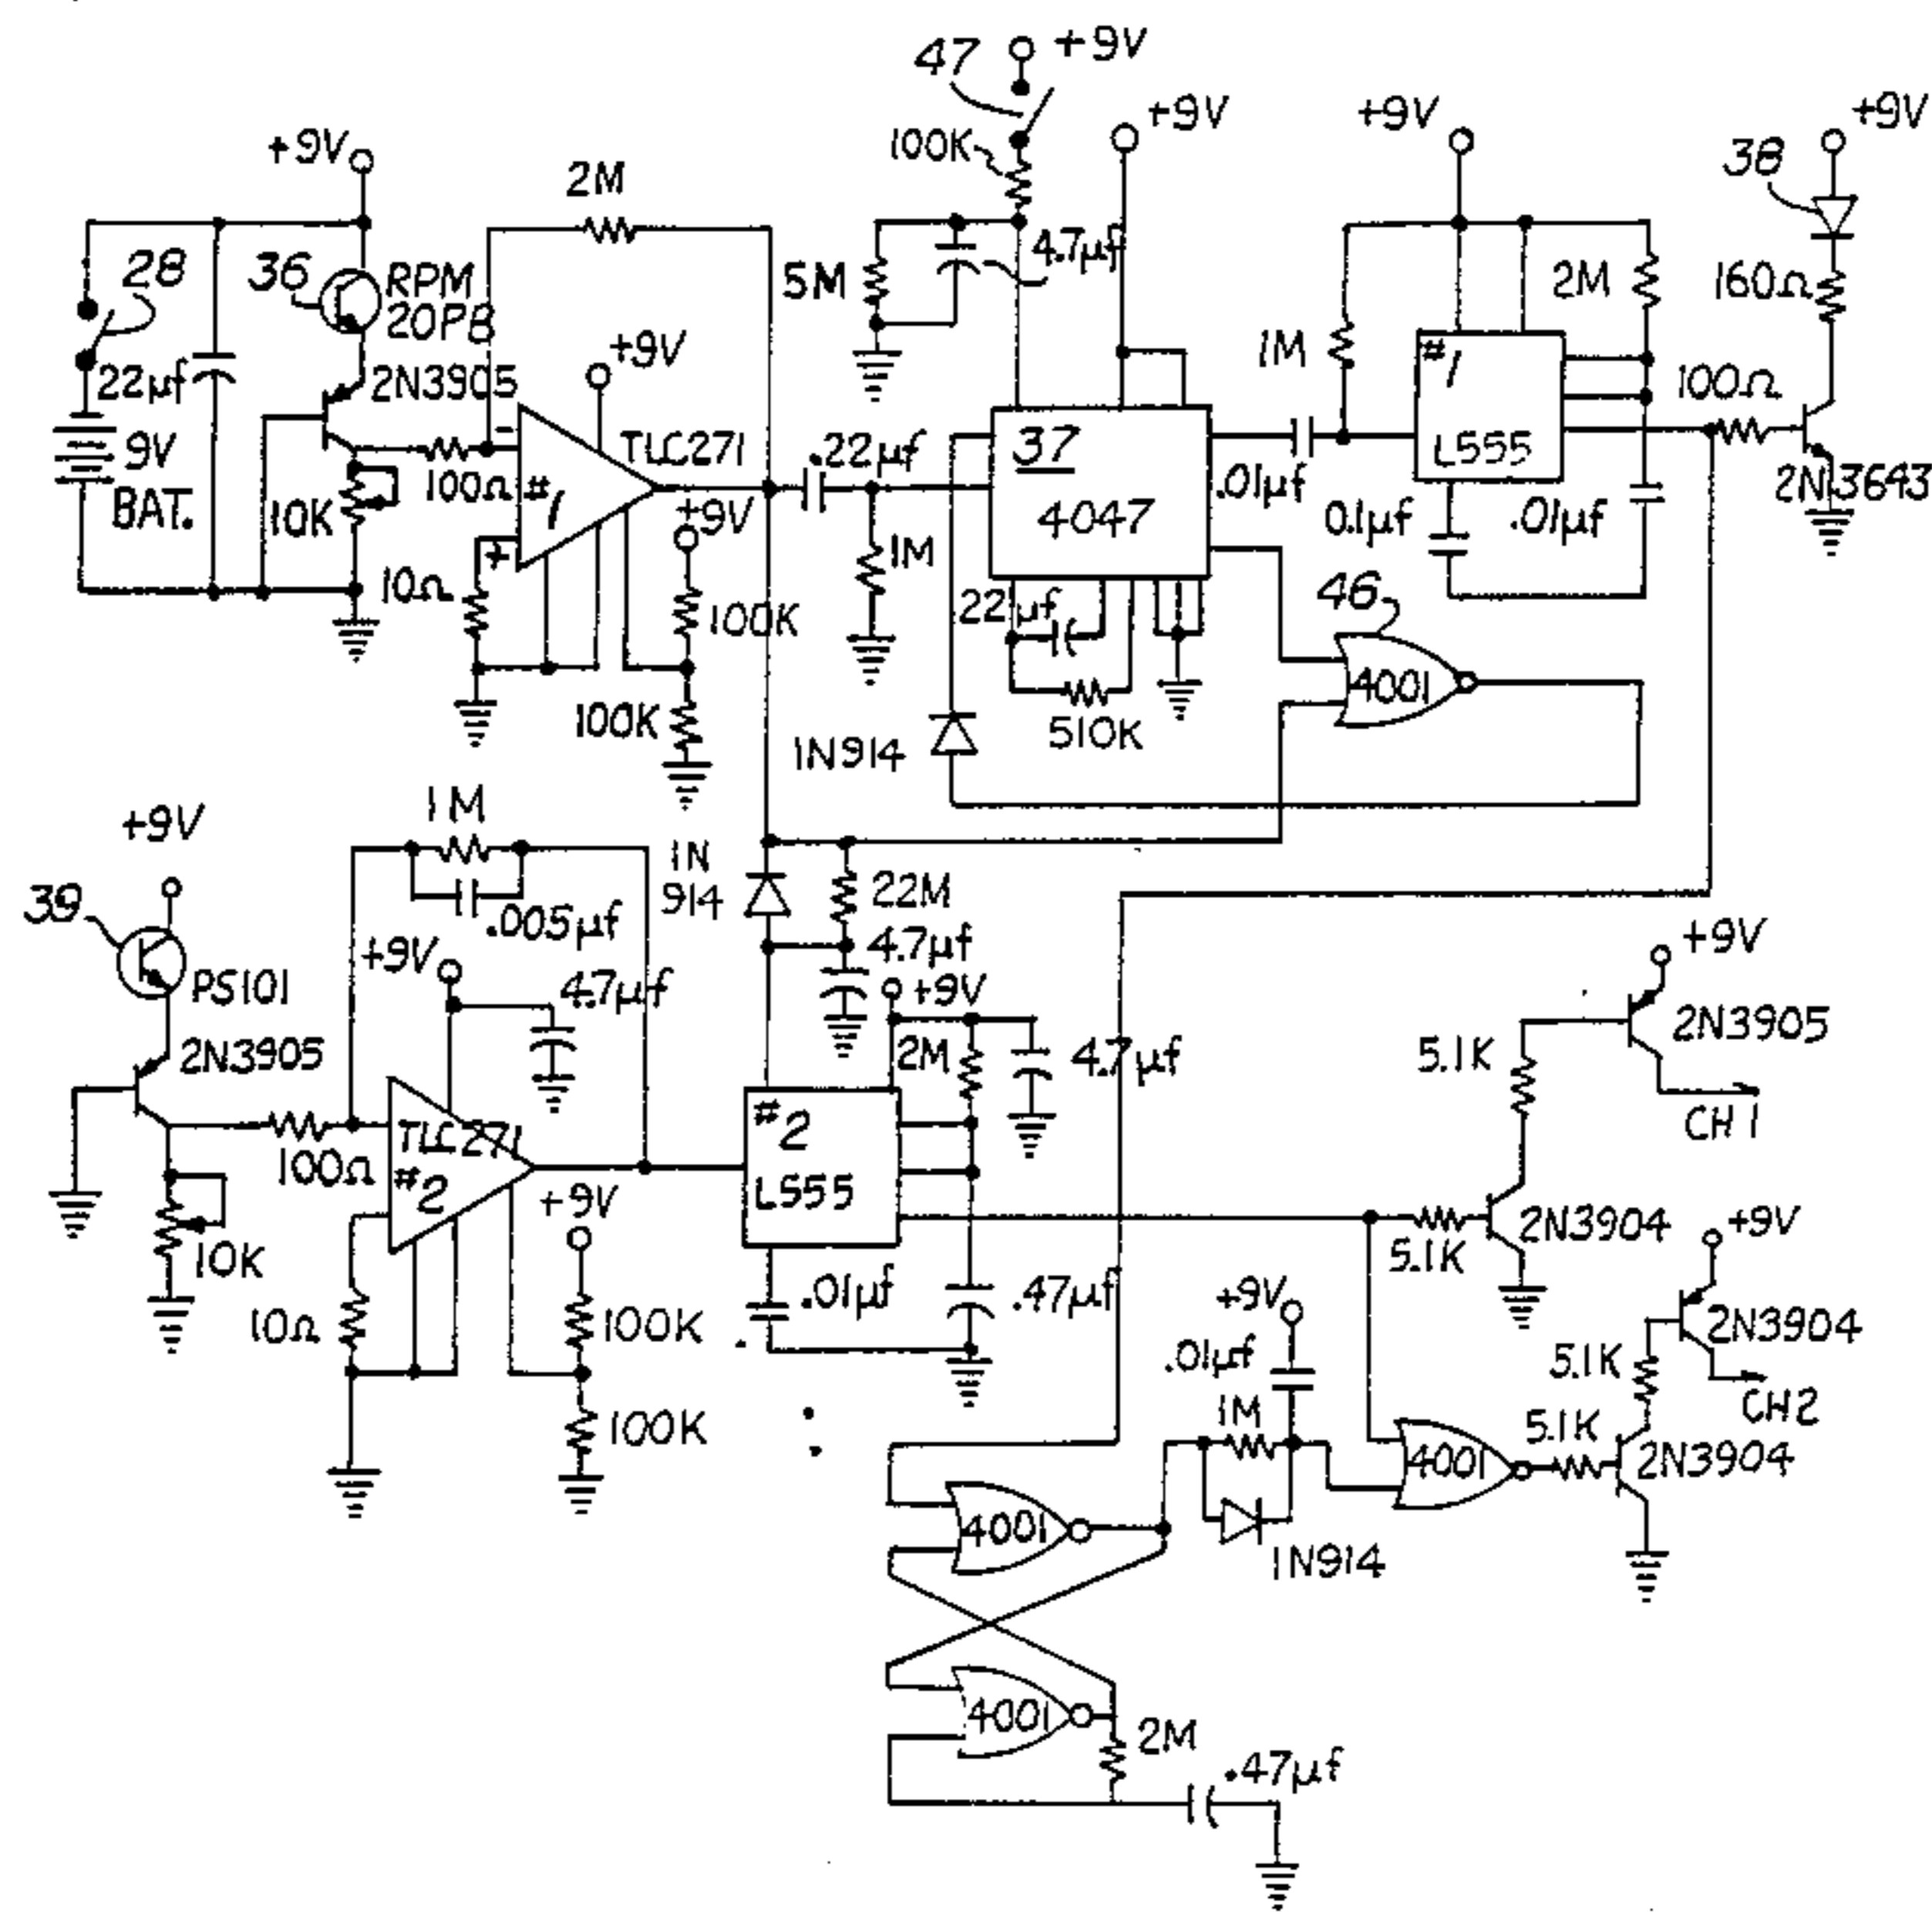 47
+9V
+9V
+9V
+9V
38
+9V
2M
100K
28
36
RPM
20P8
5M
4.7µf
2M
160Ω
1M
+9V
22µf
2N3905
#1
100Ω
9V
BAT.
10K
100Ω
-
#1
+
TLC271
.22µf
37
4047
.01µf
L555
2N3643
0.1µf
.01µf
+9V
10Ω
100K
1M
22µf
46
4001
100K
510K
1N914
+9V
1M
1N
914
39
.005µf
22M
4.7µf
+9V
PS101
4.7µf
+9V
+9V
2N3905
2M
4.7µf
2N3905
5.1K
CH1
100Ω
TLC271
#2
#2
L555
+9V
10K
2N3904
5.1K
+9V
10Ω
100K
.01µf
.47µf
+9V
2N3904
.01µf
5.1K
CH2
100K
1M
4001
5.1K
2N3904
4001
1N914
4001
2M
.47µf